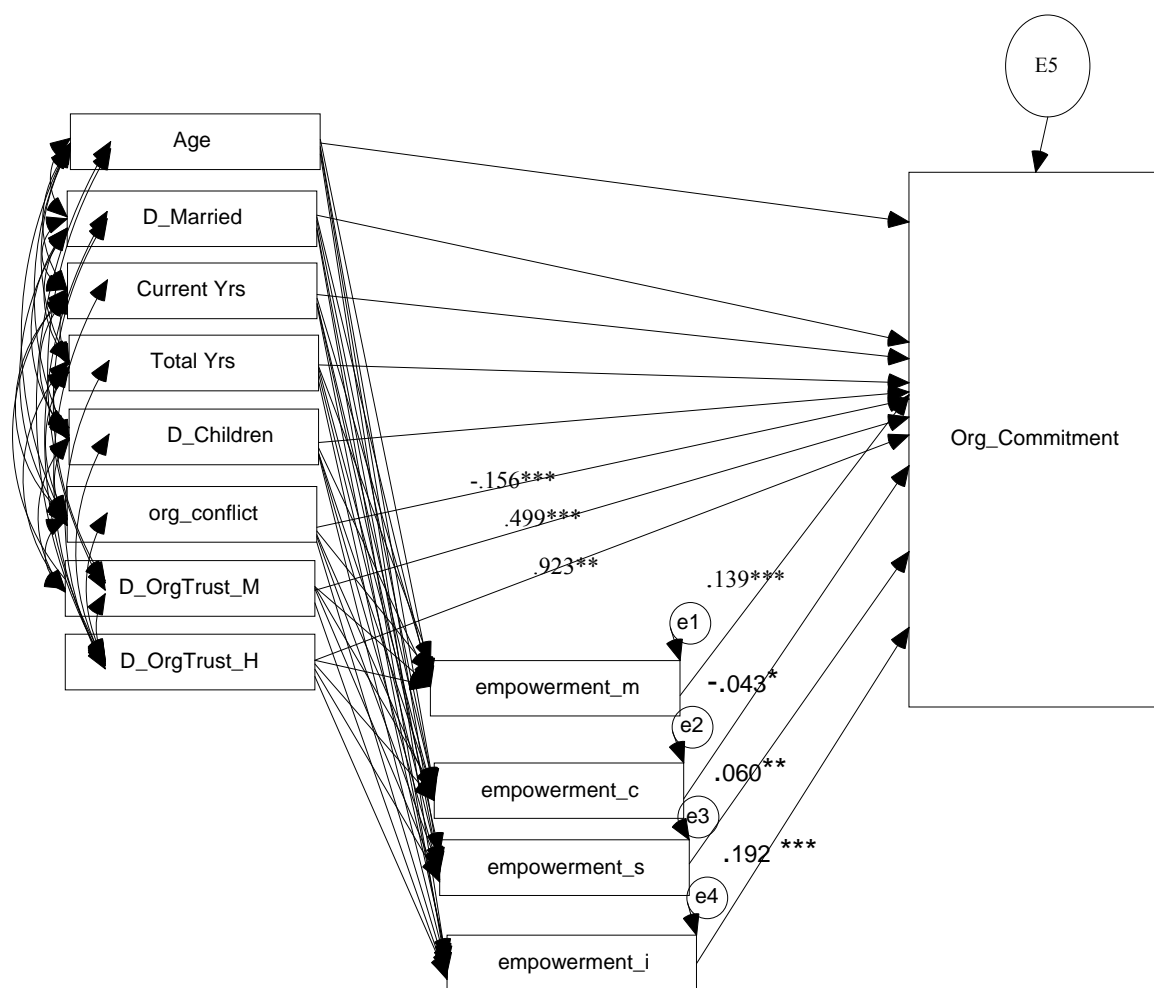 E5
Age
D_Married
Current Yrs
Total Yrs
D_Children
Org_Commitment
-.156***
org_conflict
.499***
D_OrgTrust_M
.923**
.139***
D_OrgTrust_H
e1
empowerment_m
-.043*
e2
.060**
empowerment_c
e3
.192 ***
empowerment_s
e4
empowerment_i